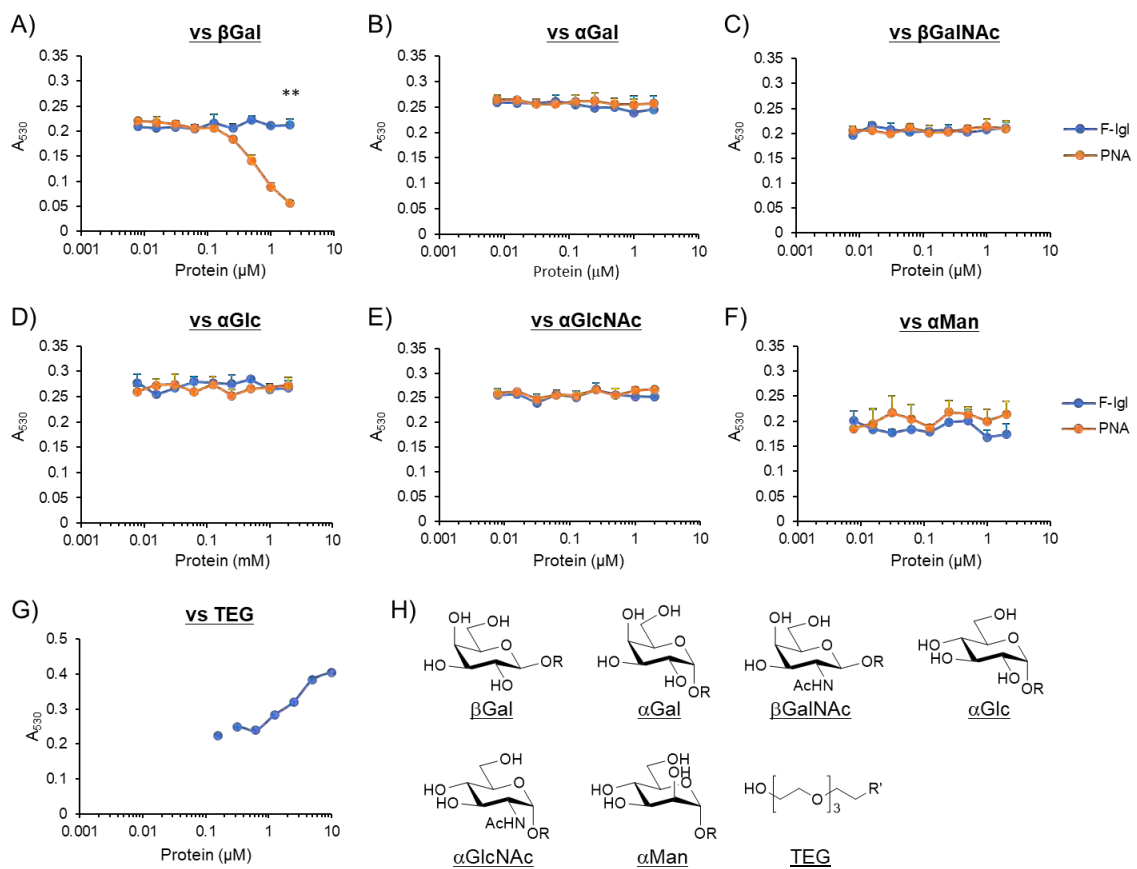 A)
vs βGal
0.35
0.3
0.25
0.2
0.15
0.1
0.05
0
A530
**
0.001 0.01 0.1 1 10
Protein (µM)
B)
vs αGal
0.35
0.3
0.25
0.2
0.15
0.1
0.05
0
A530
0.001 0.01 0.1 1 10
Protein (µM)
C)
vs βGalNAc
0.35
0.3
0.25
0.2
0.15
0.1
0.05
0
A530
0.001 0.01 0.1 1 10
Protein (µM)
F-Igl
PNA
D)
vs αGlc
0.35
0.3
0.25
0.2
0.15
0.1
0.05
0
A530
0.001 0.01 0.1 1 10
Protein (mM)
E)
vs αGlcNAc
0.35
0.3
0.25
0.2
0.15
0.1
0.05
0
A530
0.001 0.01 0.1 1 10
Protein (µM)
F)
vs αMan
0.35
0.3
0.25
0.2
0.15
0.1
0.05
0
A530
0.001 0.01 0.1 1 10
Protein (µM)
F-Igl
PNA
G)
vs TEG
0.5
0.4
0.3
0.2
0.1
0
A530
0.001 0.01 0.1 1 10
Protein (µM)
H)
OH OH
O
HO OR
OH
βGal
OH OH
O
HO
HO
OR
αGal
OH OH
O
HO OR
AcHN
βGalNAc
OH
HO O
HO
HO
OR
αGlc
OH
HO O
HO
AcHN
OR
αGlcNAc
OH
OH
HO O
HO
OR
αMan
HO O R'
3
TEG